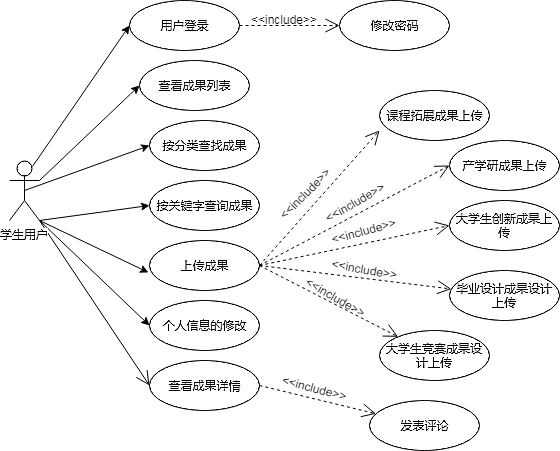 用户登录
<<include>>
修改密码
查看成果列表
课程拓展成果上传
按分类查找成果
产学研成果上传
<<include>>
<<include>>
学生用户
按关键字查询成果
大学生创新成果上
传
<<include>>
上传成果
<<include>>
毕业设计成果设计
上传
<<include>>
个人信息的修改
大学生竞赛成果设
计上传
查看成果详情
<<include>>
发表评论